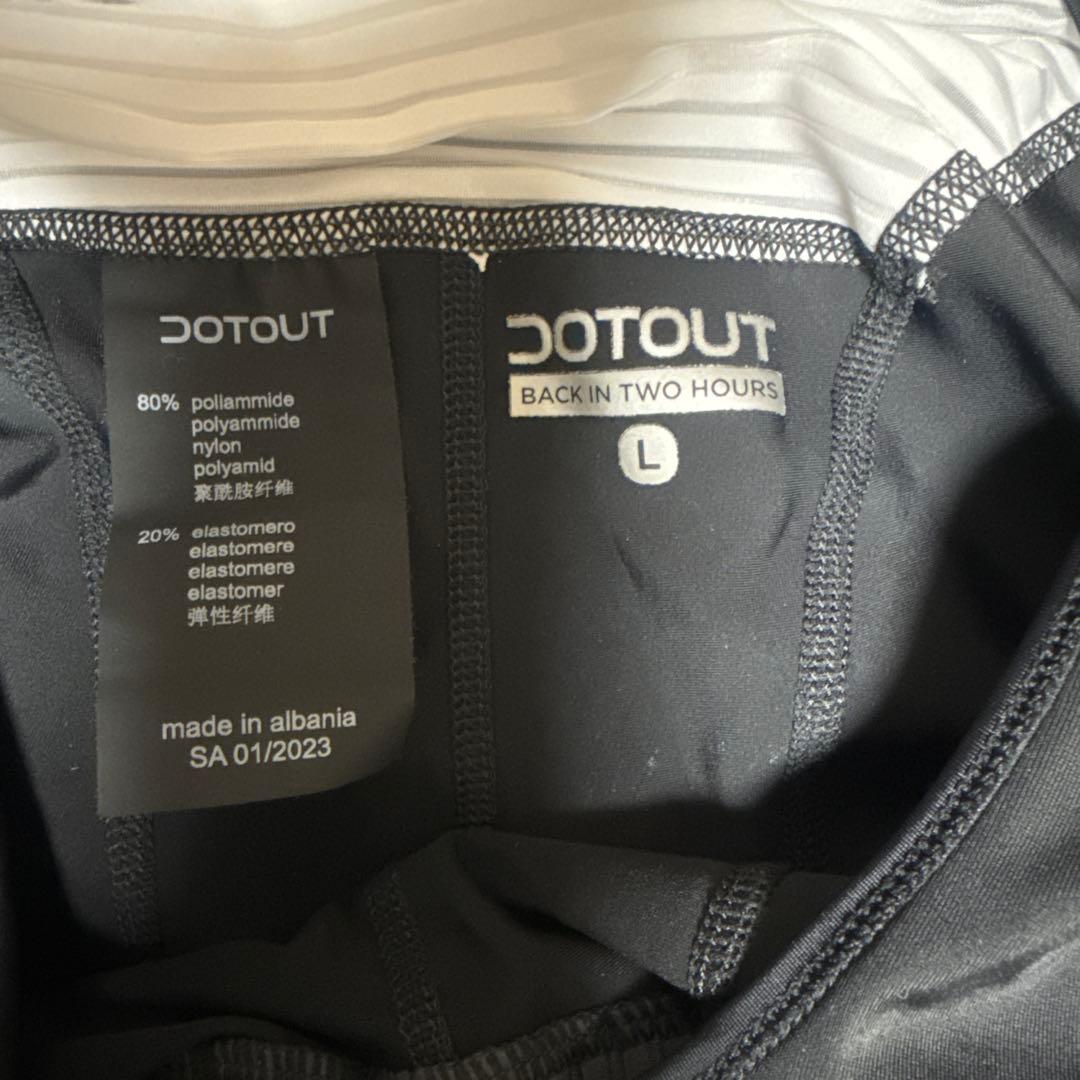 DOTOUT
80% poliammide
polyammide
nylon
polyamid
聚酰胺纤维
20% elastomero
elastomere
elastomere
elastomer
弹性纤维
made in albania
SA 01/2023
DOTOUT
BACK IN TWO HOURS
L